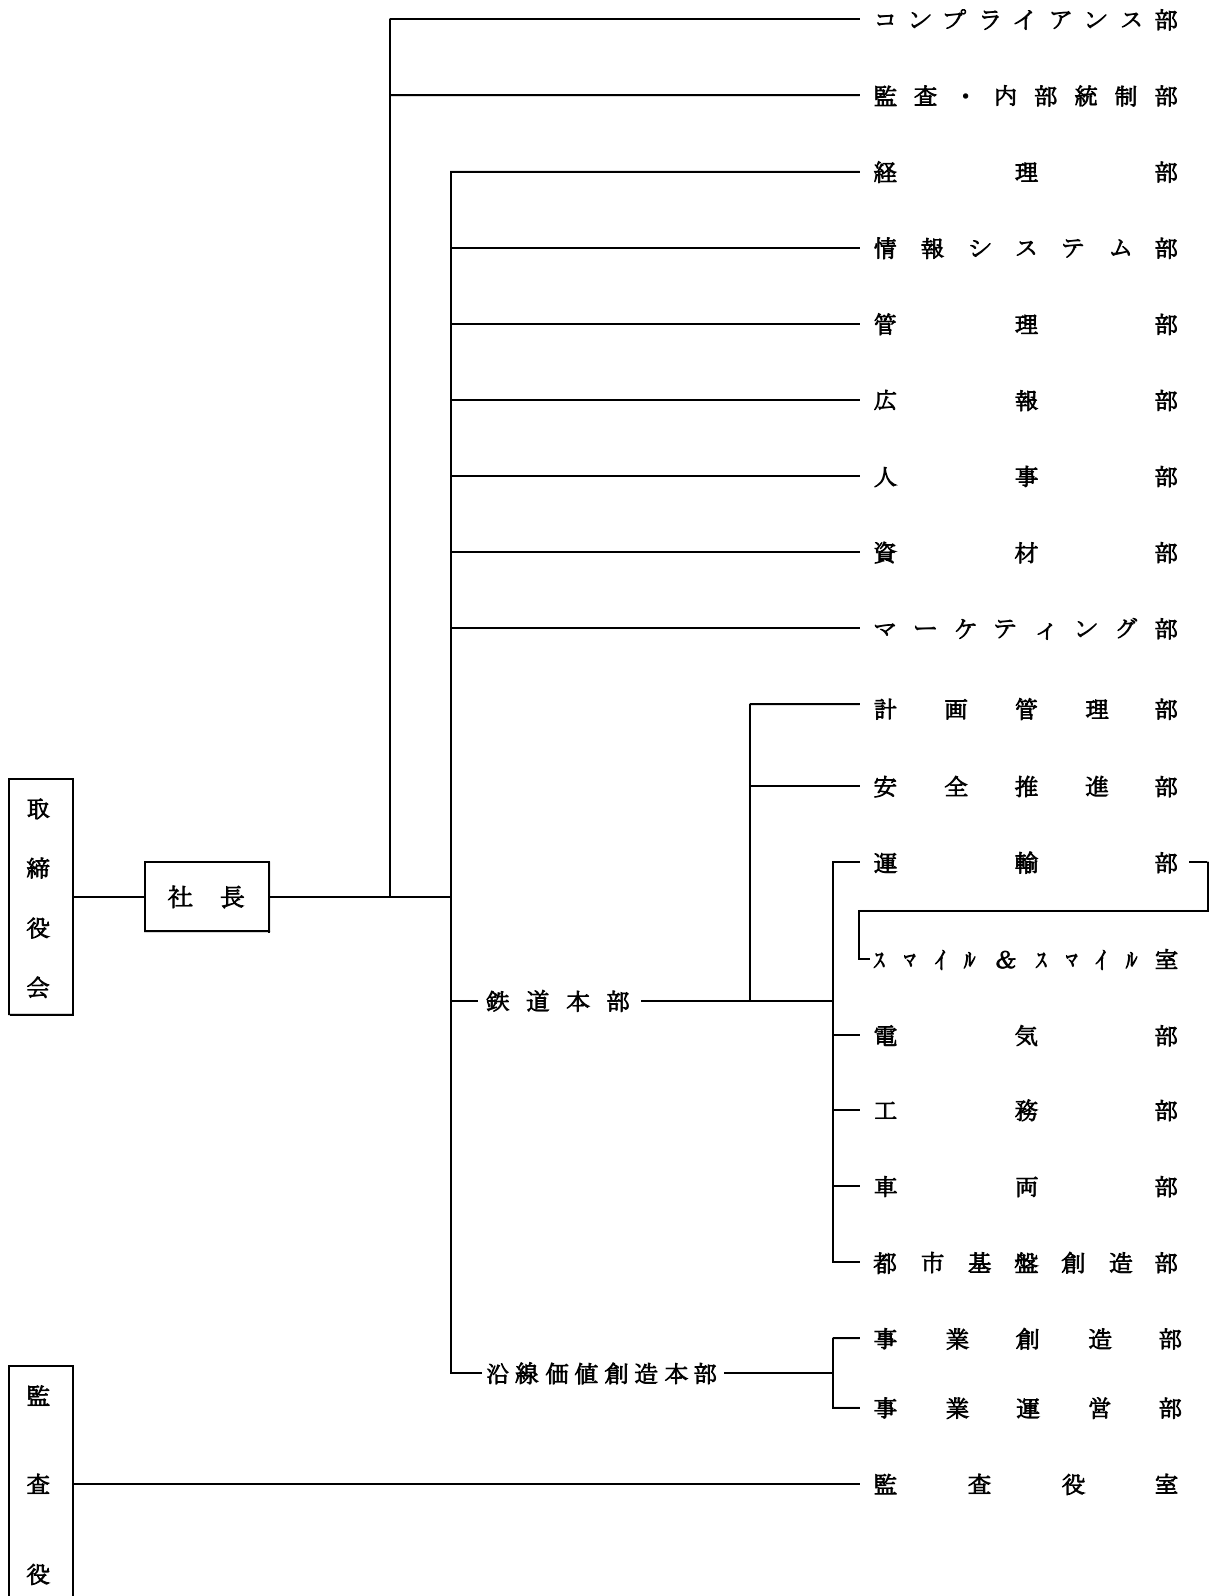 コンプライアンス部
監査・内部統制部
経理部
情報システム部
管理部
広報部
人事部
資材部
マーケティング部
計画管理部
安全推進部
取締役会
社長
運輸部
ｽﾏｲﾙ&ｽﾏｲﾙ室
鉄道本部
電気部
工務部
車両部
都市基盤創造部
事業創造部
沿線価値創造本部
事業運営部
監査役
監査役室